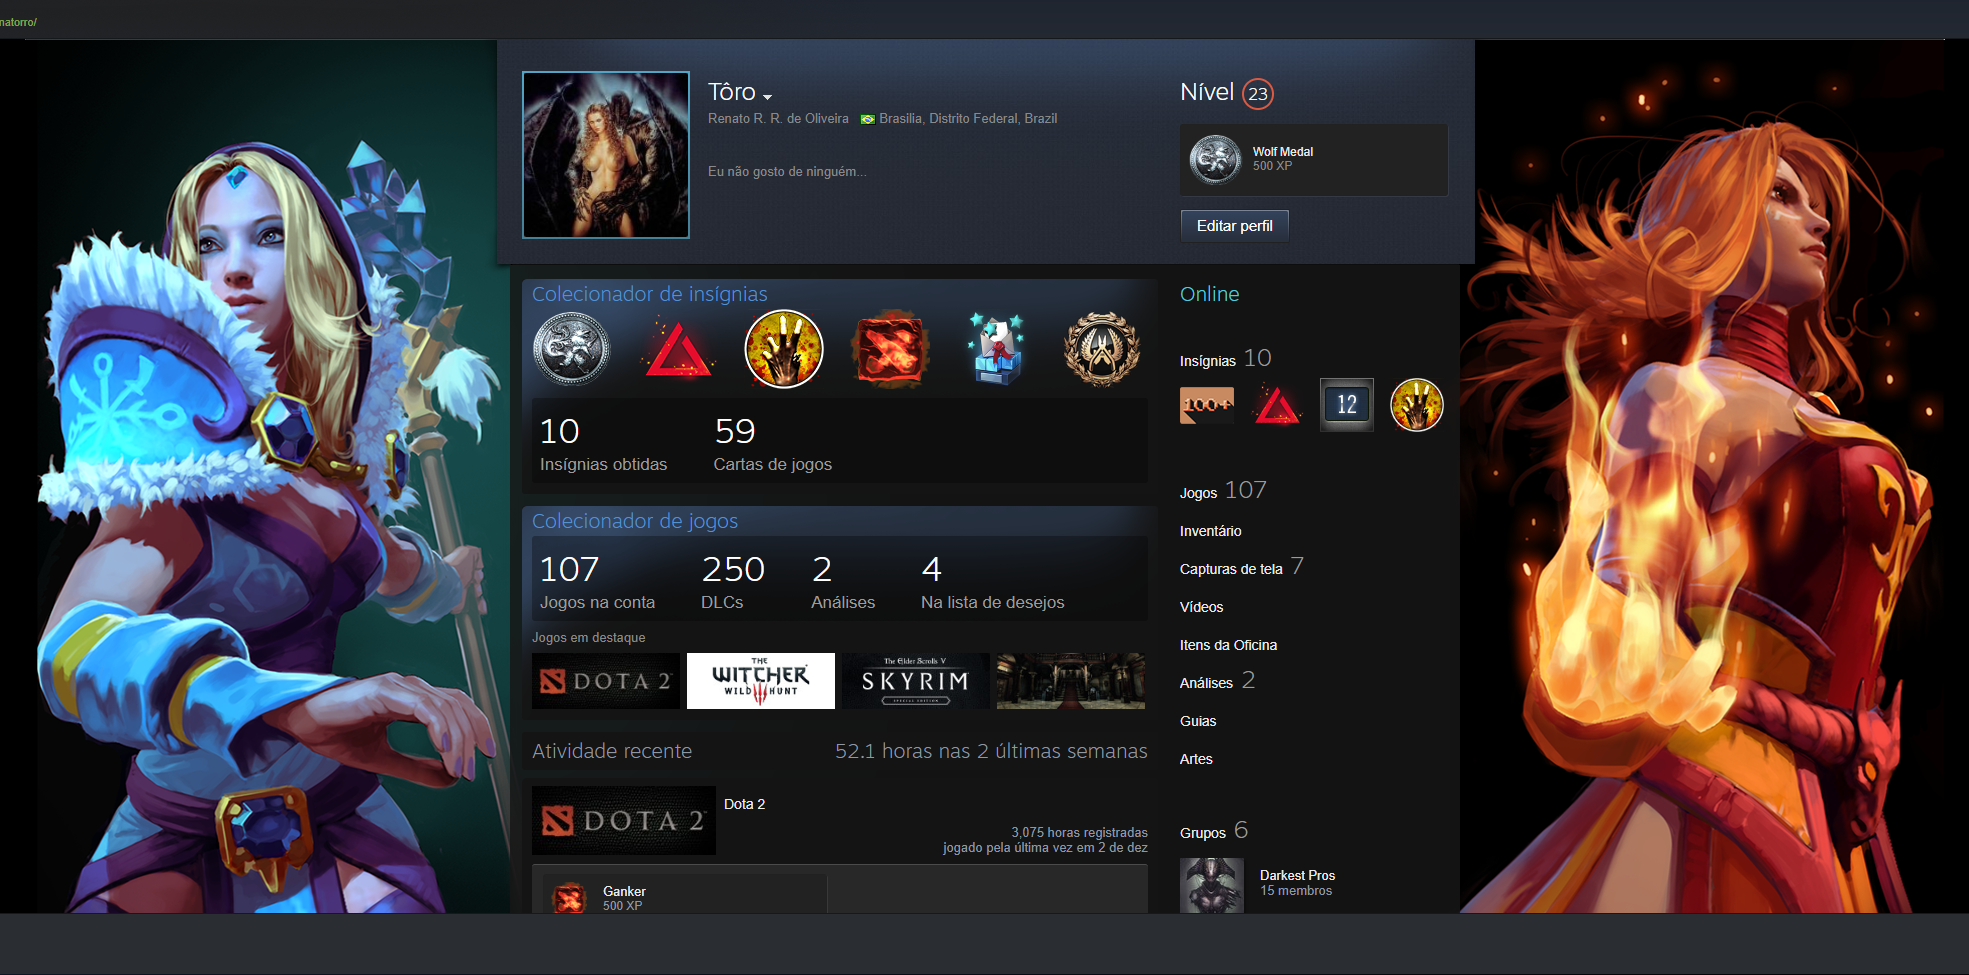 natorro/
Tôro
Renato R. R. de Oliveira Brasilia, Distrito Federal, Brazil
Eu não gosto de ninguém...
Nível 23
Wolf Medal
500 XP
Editar perfil
Colecionador de insígnias
10
Insígnias obtidas
59
Cartas de jogos
Colecionador de jogos
107
Jogos na conta
250
DLCs
2
Análises
4
Na lista de desejos
Jogos em destaque
DOTA 2
THE
WITCHER
WILD HUNT
The Elder Scrolls V
SKYRIM
SPECIAL EDITION
Atividade recente
52.1 horas nas 2 últimas semanas
DOTA 2
Dota 2
3,075 horas registradas
jogado pela última vez em 2 de dez
Ganker
500 XP
Online
Insígnias 10
100+
12
Jogos 107
Inventário
Capturas de tela 7
Vídeos
Itens da Oficina
Análises 2
Guias
Artes
Grupos 6
Darkest Pros
15 membros